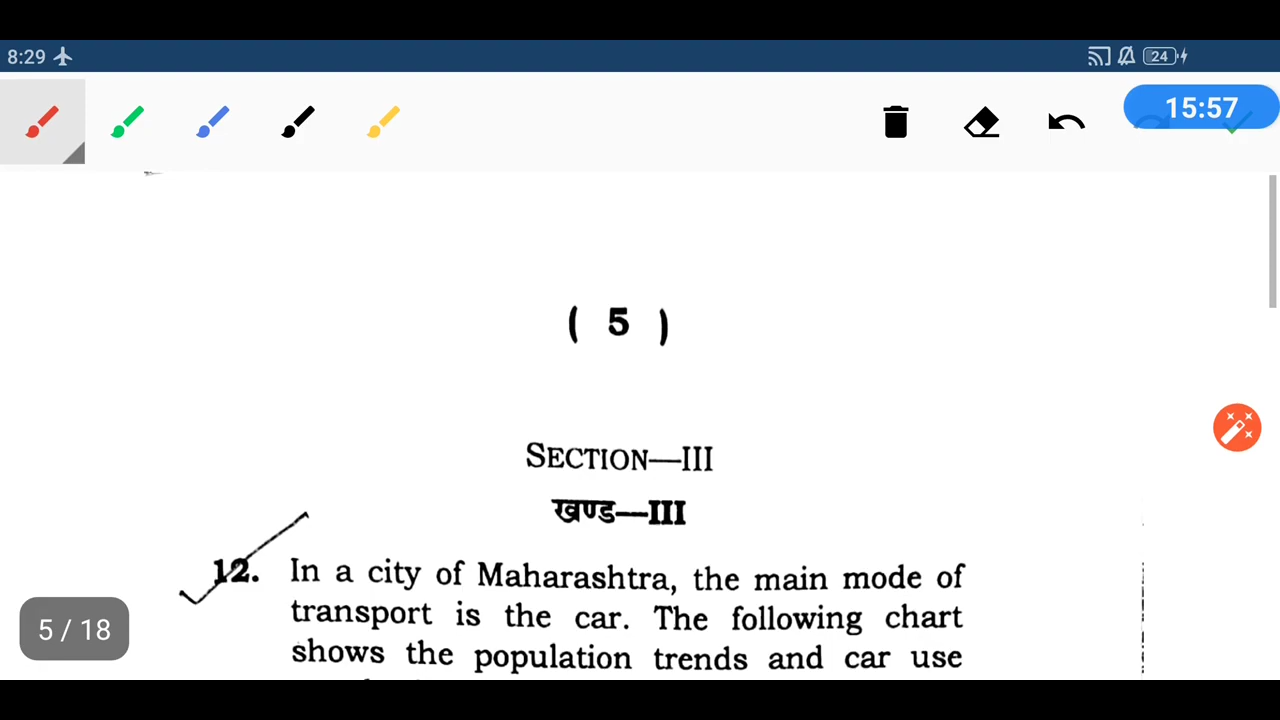 8:29
24
15:57
( 5 )
SECTION—III
खण्ड—III
12. In a city of Maharashtra, the main mode of
transport is the car. The following chart
shows the population trends and car use
5 / 18